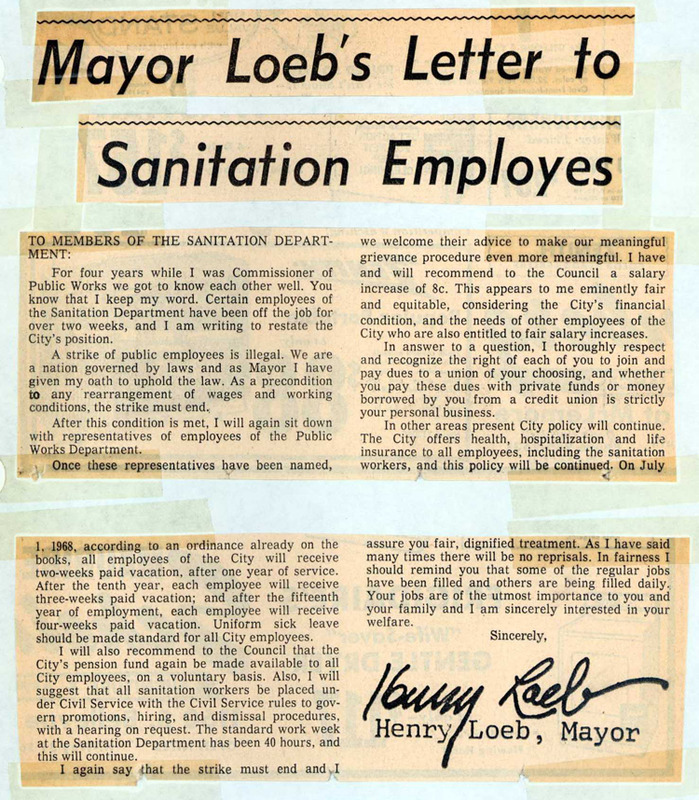 Mayor Loeb's Letter to
Sanitation Employes
TO MEMBERS OF THE SANITATION DEPART-
MENT:
For four years while I was Commissioner of
Public Works we got to know each other well. You
know that I keep my word. Certain employees of
the Sanitation Department have been off the job for
over two weeks, and I am writing to restate the
City's position.
A strike of public employees is illegal. We are
a nation governed by laws and as Mayor I have
given my oath to uphold the law. As a precondition
to any rearrangement of wages and working
conditions, the strike must end.
After this condition is met, I will again sit down
with representatives of employees of the Public
Works Department.
Once these representatives have been named,
we welcome their advice to make our meaningful
grievance procedure even more meaningful. I have
and will recommend to the Council a salary
increase of 8c. This appears to me eminently fair
and equitable, considering the City's financial
condition, and the needs of other employees of the
City who are also entitled to fair salary increases.
In answer to a question, I thoroughly respect
and recognize the right of each of you to join and
pay dues to a union of your choosing, and whether
you pay these dues with private funds or money
borrowed by you from a credit union is strictly
your personal business.
In other areas present City policy will continue.
The City offers health, hospitalization and life
insurance to all employees, including the sanitation
workers, and this policy will be continued. On July
1, 1968, according to an ordinance already on the
books, all employees of the City will receive
two-weeks paid vacation, after one year of service.
After the tenth year, each employee will receive
three-weeks paid vacation; and after the fifteenth
year of employment, each employee will receive
four-weeks paid vacation. Uniform sick leave
should be made standard for all City employees.
I will also recommend to the Council that the
City's pension fund again be made available to all
City employees, on a voluntary basis. Also, I will
suggest that all sanitation workers be placed un-
der Civil Service with the Civil Service rules to gov-
ern promotions, hiring, and dismissal procedures,
with a hearing on request. The standard work week
at the Sanitation Department has been 40 hours, and
this will continue.
I again say that the strike must end and I
assure you fair, dignified treatment. As I have said
many times there will be no reprisals. In fairness I
should remind you that some of the regular jobs
have been filled and others are being filled daily.
Your jobs are of the utmost importance to you and
your family and I am sincerely interested in your
welfare.
Sincerely,
Henry Loeb
Henry Loeb, Mayor